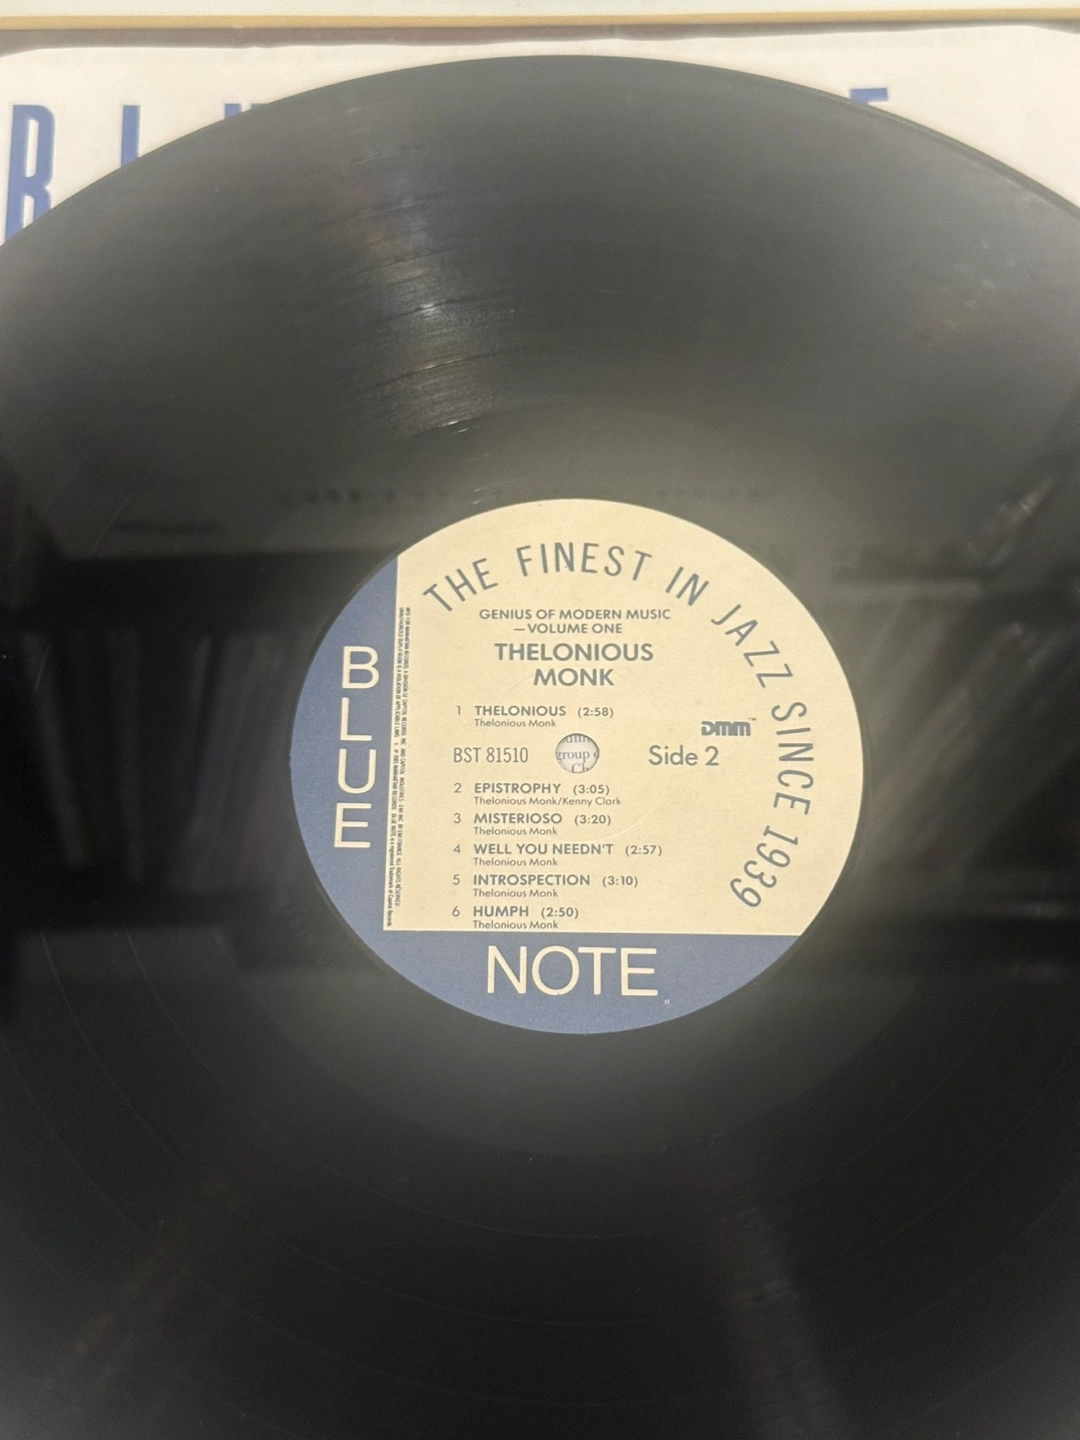 BLUE
THE FINEST IN JAZZ SINCE 1939
GENIUS OF MODERN MUSIC
—VOLUME ONE
THELONIOUS
MONK
1 THELONIOUS (2:58)
Thelonious Monk
DMM™
BST 81510
group
Side 2
2 EPISTROPHY (3:05)
Thelonious Monk/Kenny Clark
3 MISTERIOSO (3:20)
Thelonious Monk
4 WELL YOU NEEDN'T (2:57)
Thelonious Monk
5 INTROSPECTION (3:10)
Thelonious Monk
6 HUMPH (2:50)
Thelonious Monk
NOTE